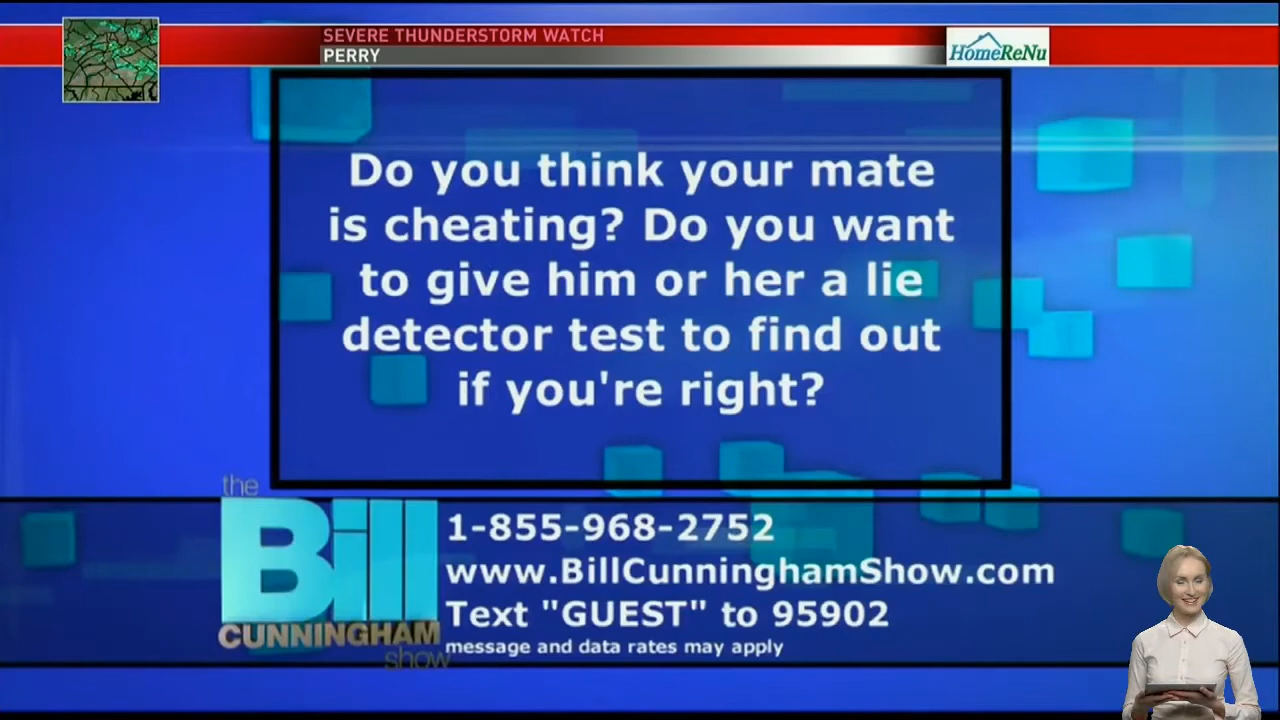 SEVERE THUNDERSTORM WATCH
PERRY
HomeReNu
Do you think your mate
is cheating? Do you want
to give him or her a lie
detector test to find out
if you're right?
the
Bill
CUNNINGHAM
show
1-855-968-2752
www.BillCunninghamShow.com
Text "GUEST" to 95902
message and data rates may apply